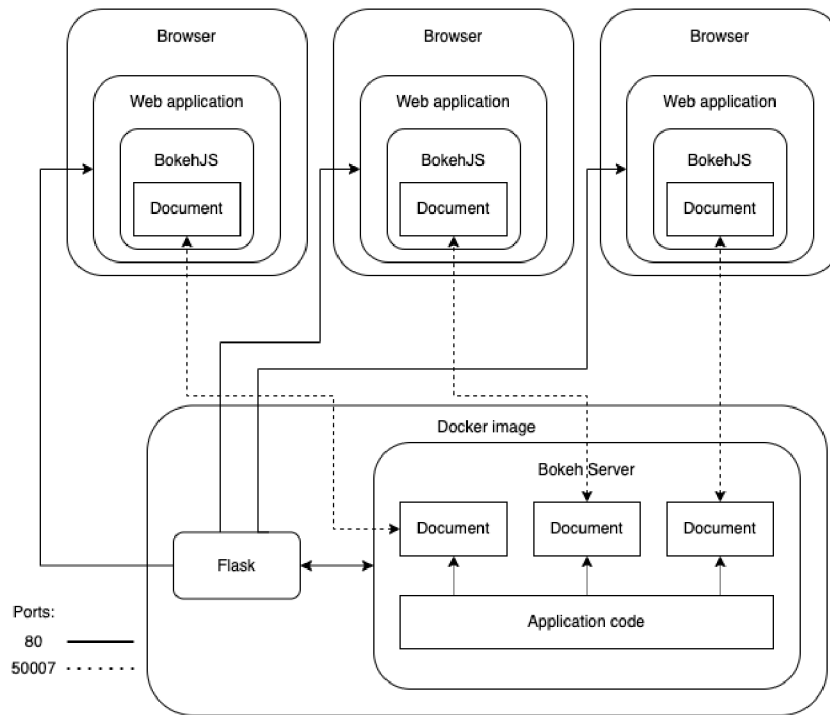 Browser
Browser
Browser
Web application
Web application
Web application
BokehJS
BokehJS
BokehJS
Document
Document
Document
Docker image
Bokeh Server
Document
Document
Document
Flask
Application code
Ports:
80
50007